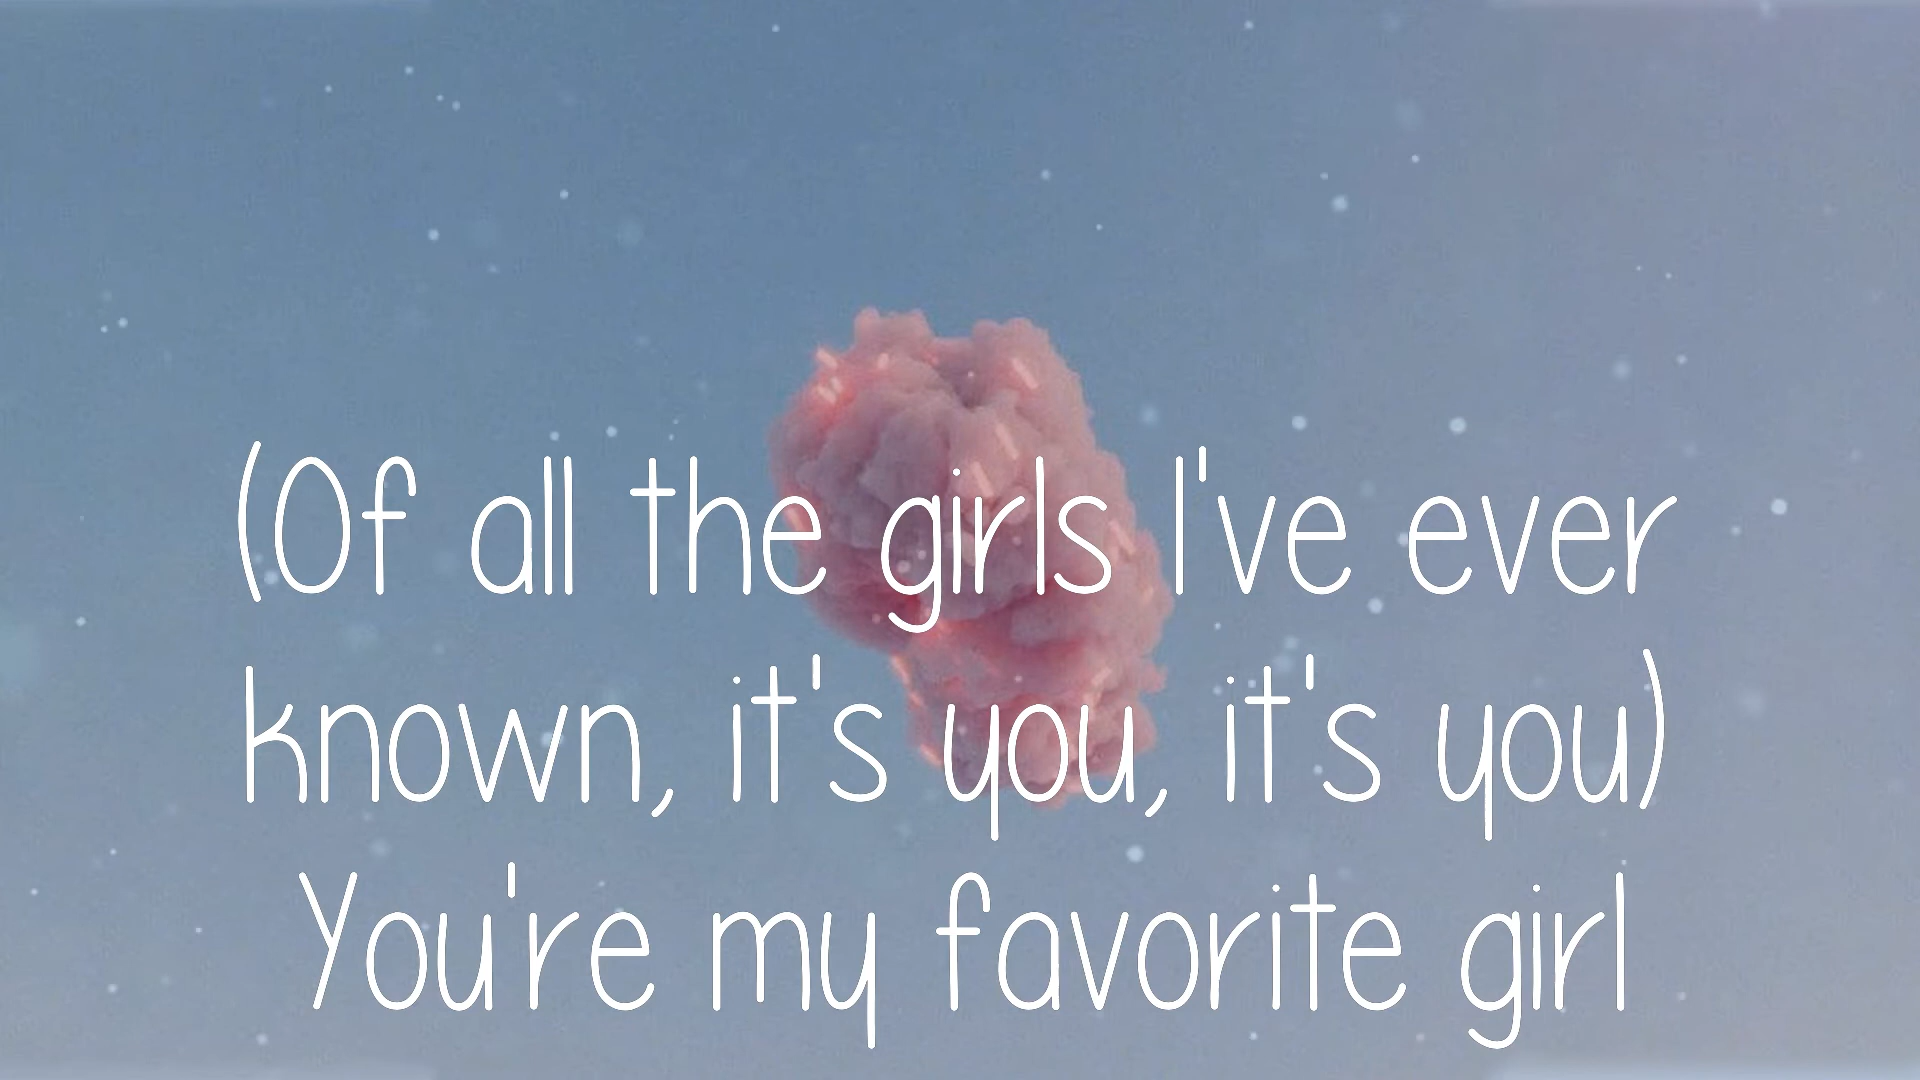 (Of all the girls I've ever
known, it's you, it's you)
You're my favorite girl